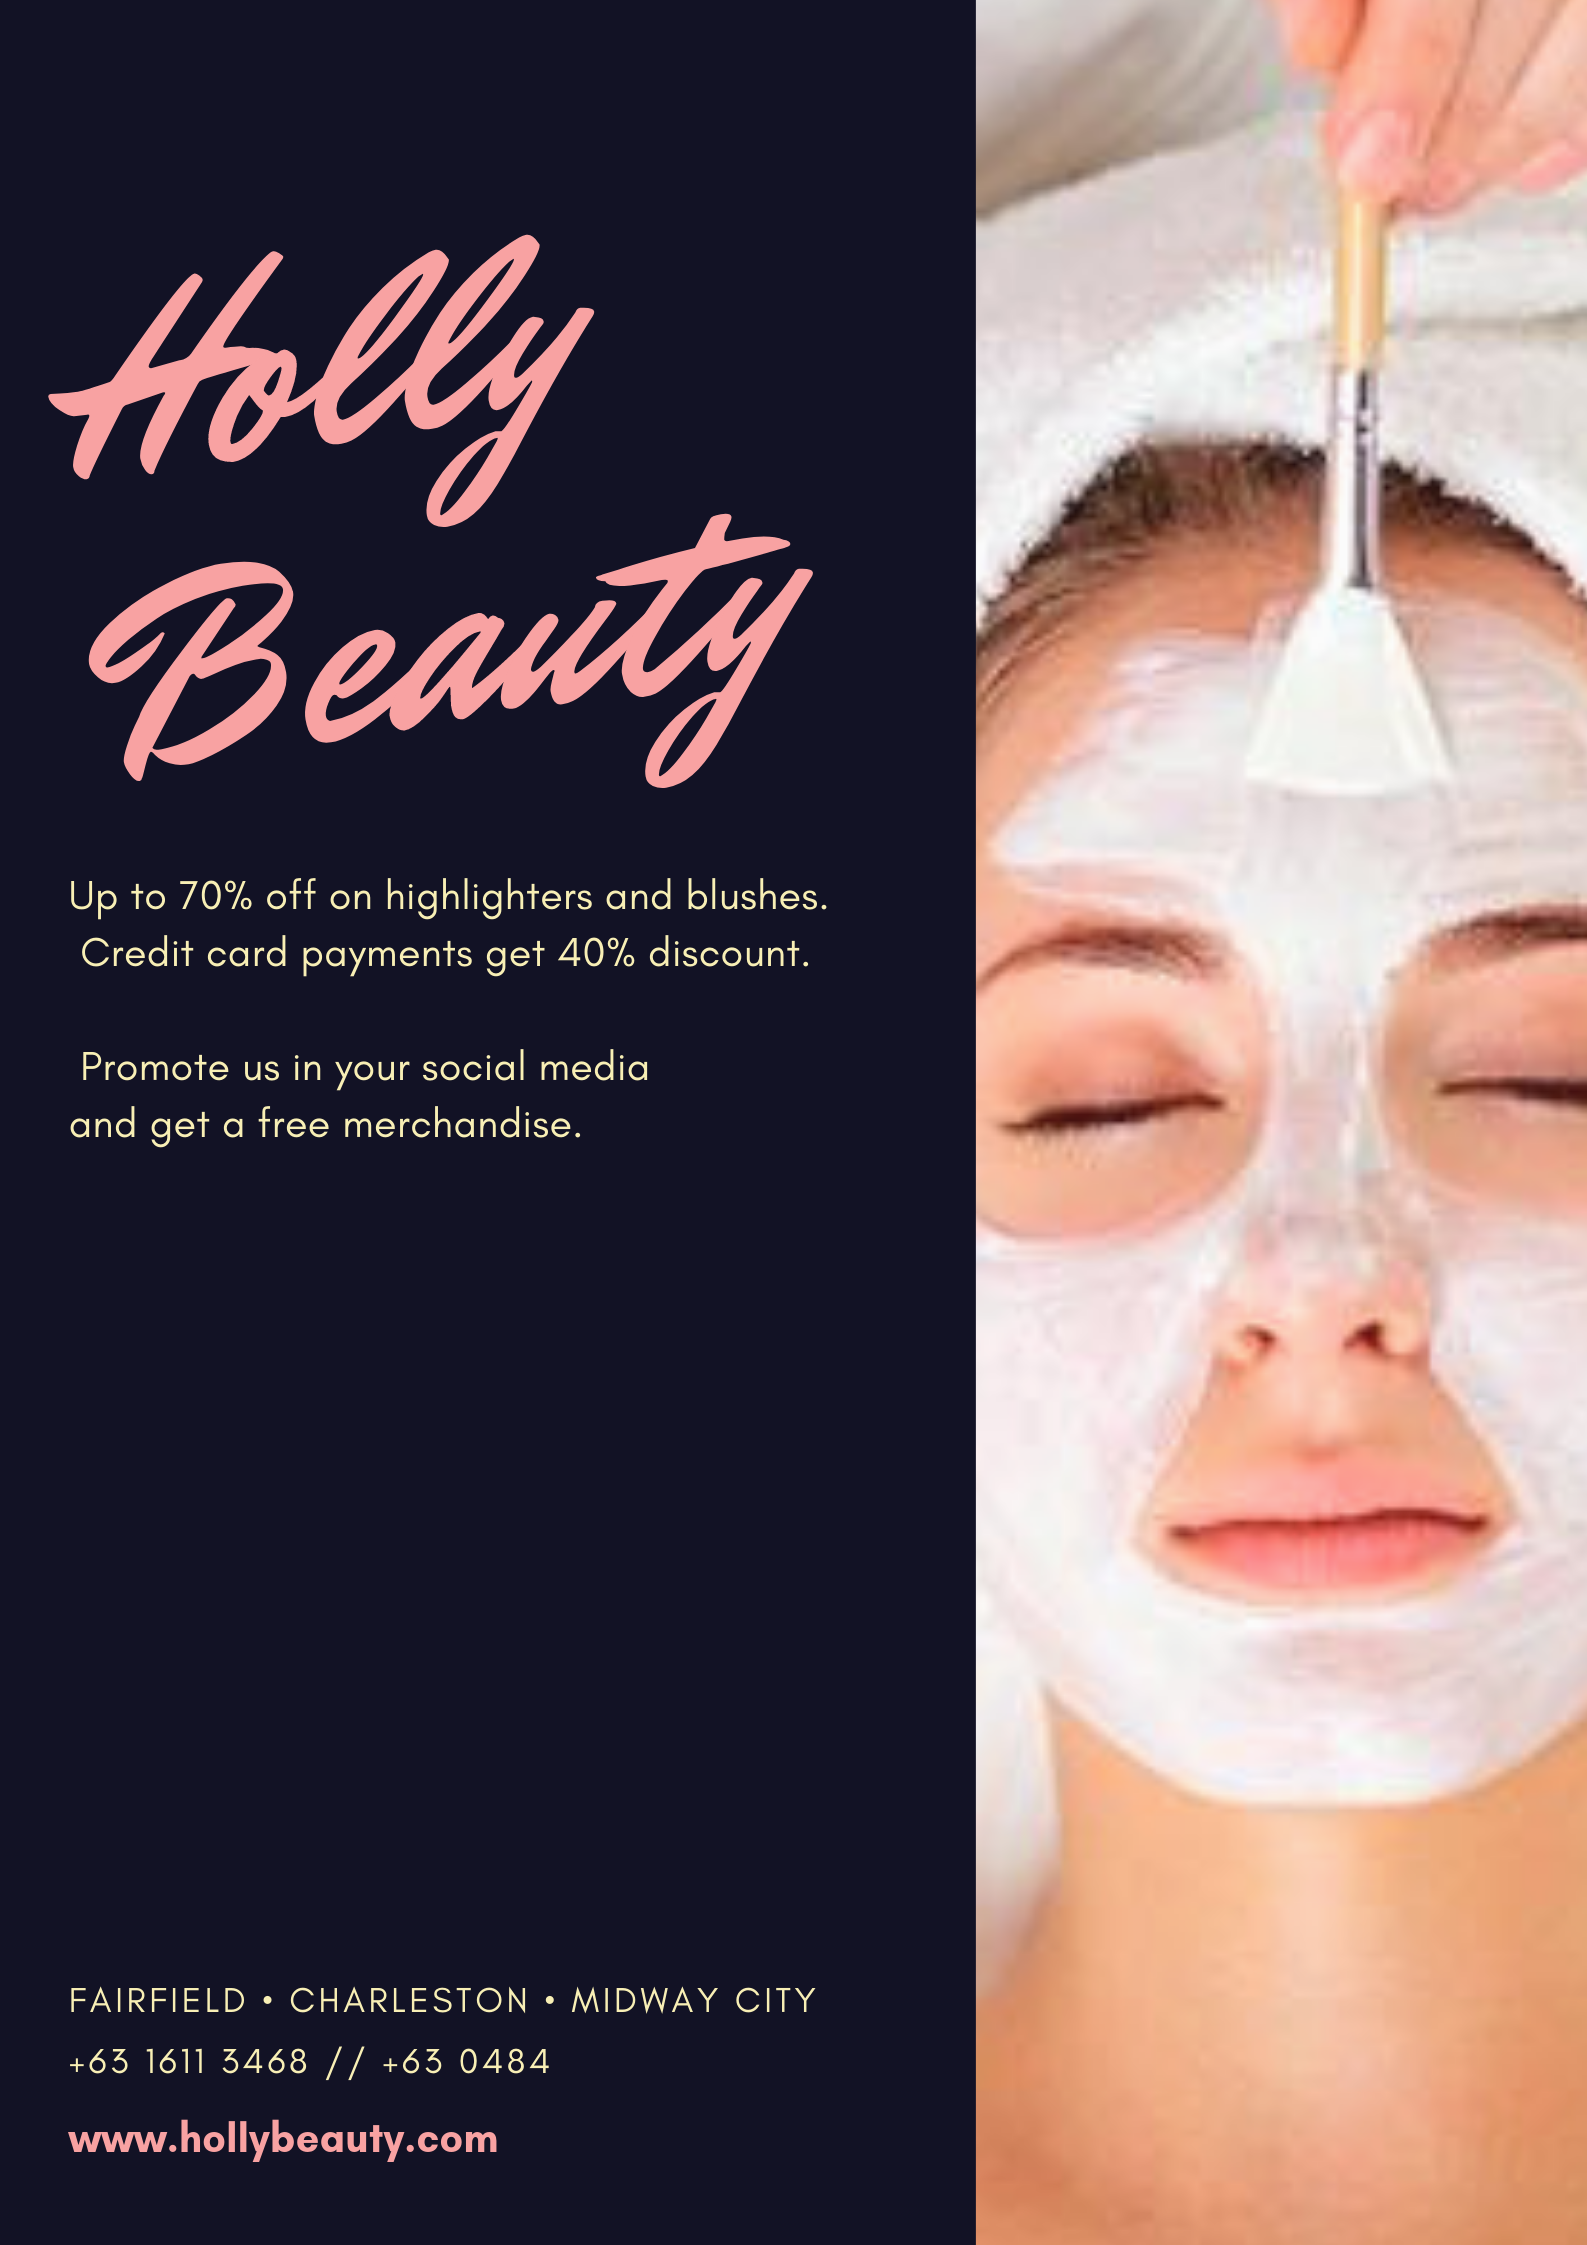 Holly
Beauty
Up to 70% off on highlighters and blushes.
Credit card payments get 40% discount.
Promote us in your social media
and get a free merchandise.
FAIRFIELD • CHARLESTON • MIDWAY CITY
+63 1611 3468 // +63 0484
www.hollybeauty.com